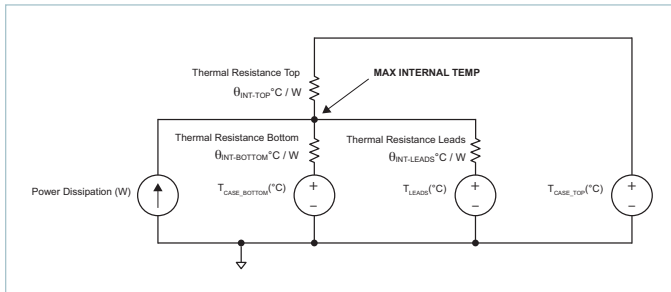 Thermal Resistance Top
θINT-TOP°C / W
MAX INTERNAL TEMP
Thermal Resistance Bottom
θINT-BOTTOM°C / W
Thermal Resistance Leads
θINT-LEADS°C / W
Power Dissipation (W)
TCASE_BOTTOM(°C)
+
–
TLEADS(°C)
+
–
TCASE_TOP(°C)
+
–